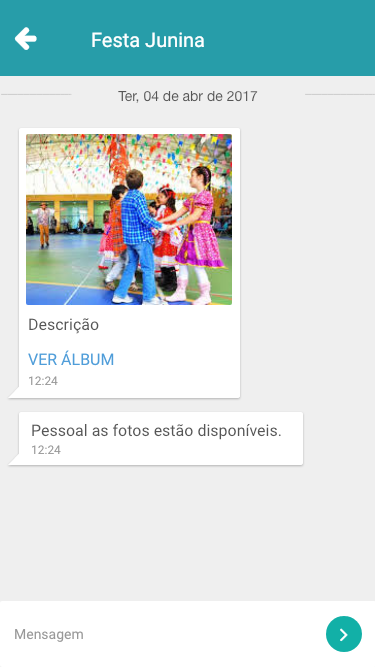 Festa Junina
Ter, 04 de abr de 2017
Descrição
VER ÁLBUM
12:24
Pessoal as fotos estão disponíveis.
12:24
Mensagem